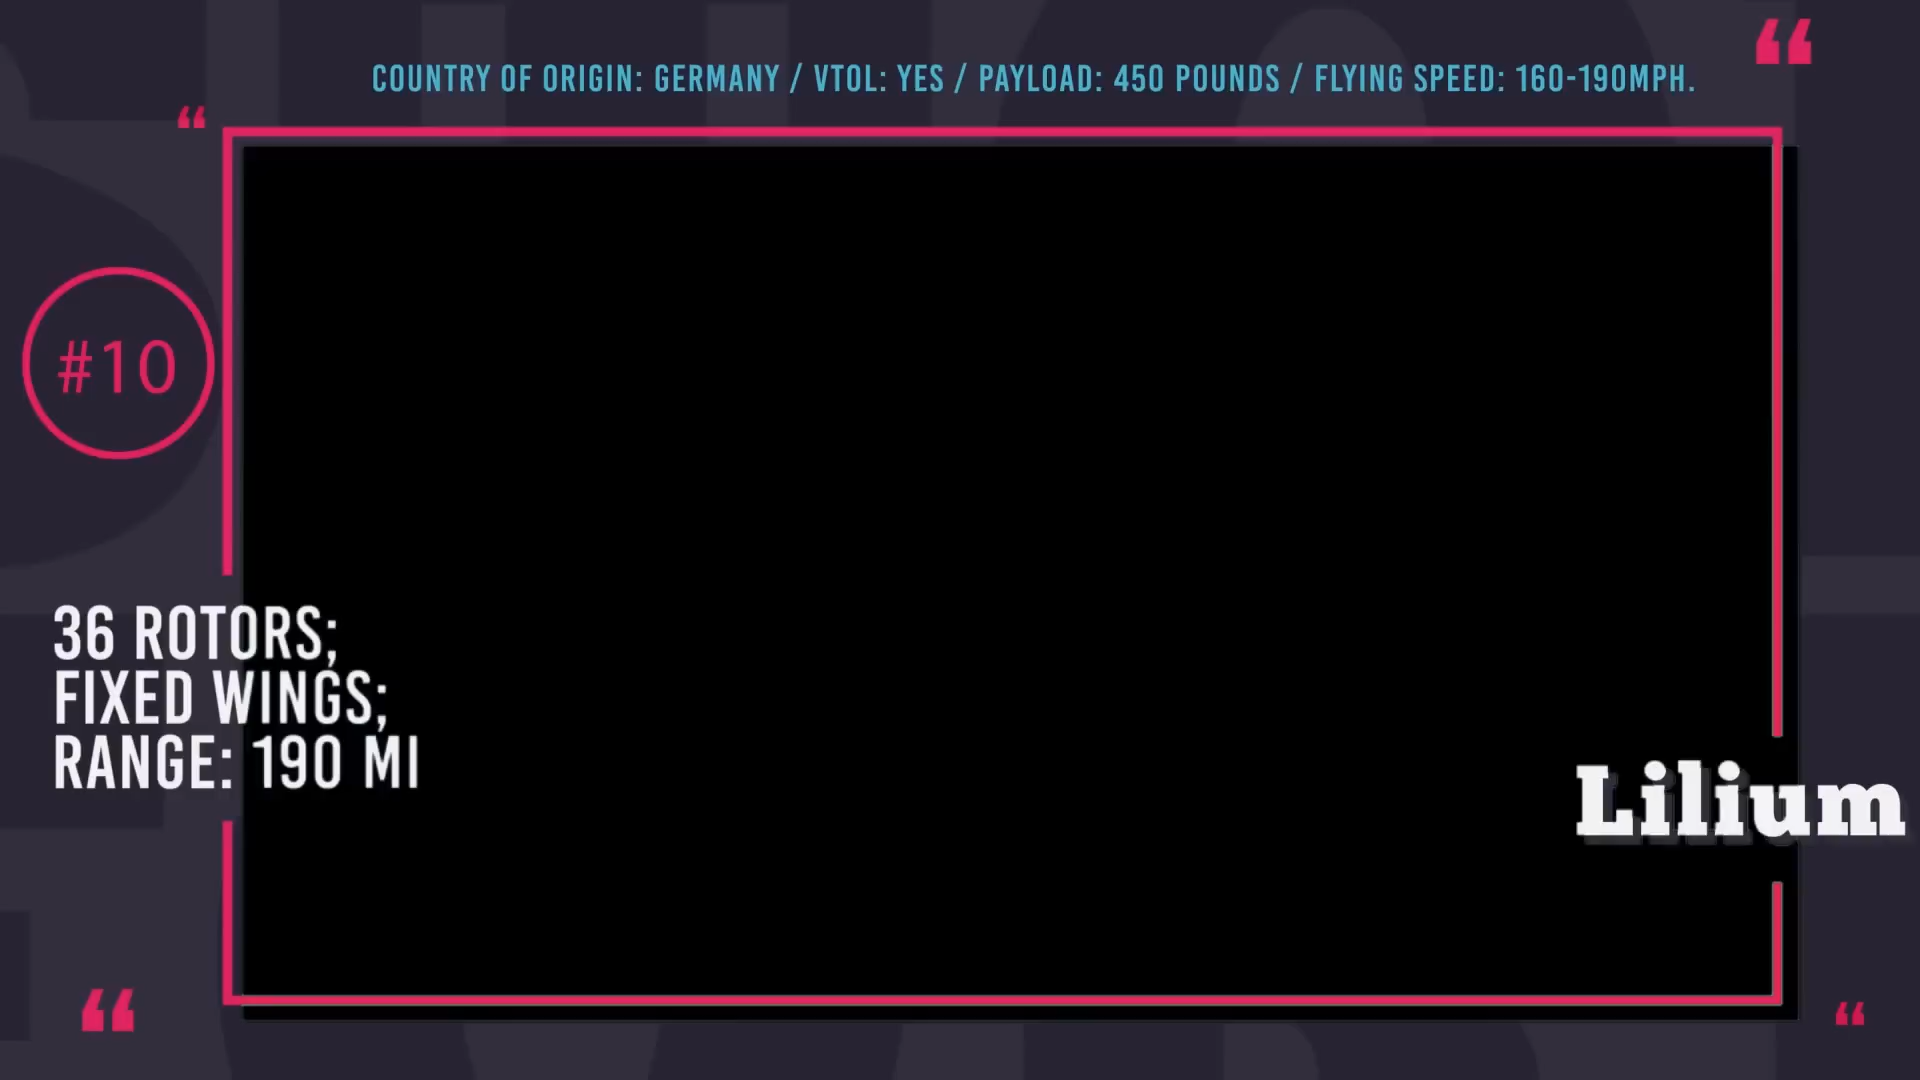 COUNTRY OF ORIGIN: GERMANY / VTOL: YES / PAYLOAD: 450 POUNDS / FLYING SPEED: 160-190MPH.
#10
36 ROTORS;
FIXED WINGS;
RANGE: 190 MI
Lilium